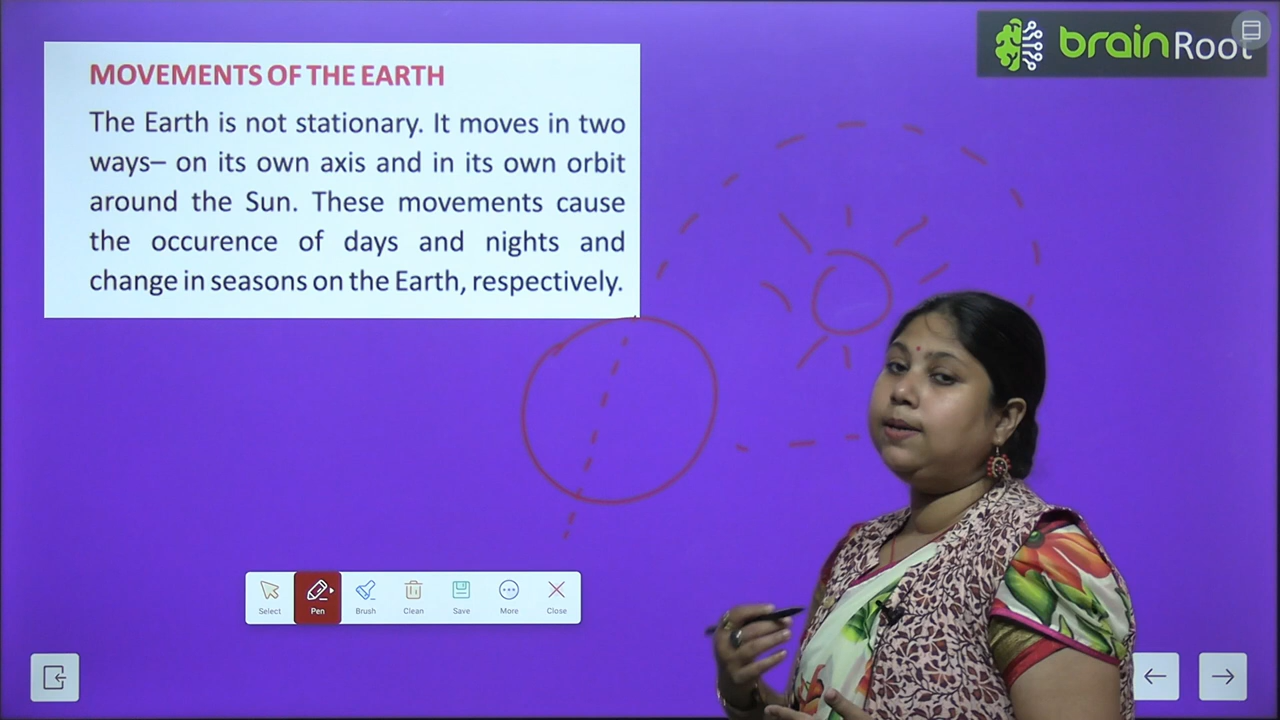 brainRoot
MOVEMENTS OF THE EARTH
The Earth is not stationary. It moves in two
ways– on its own axis and in its own orbit
around the Sun. These movements cause
the occurence of days and nights and
change in seasons on the Earth, respectively.
Select Pen Brush Clean Save More Close